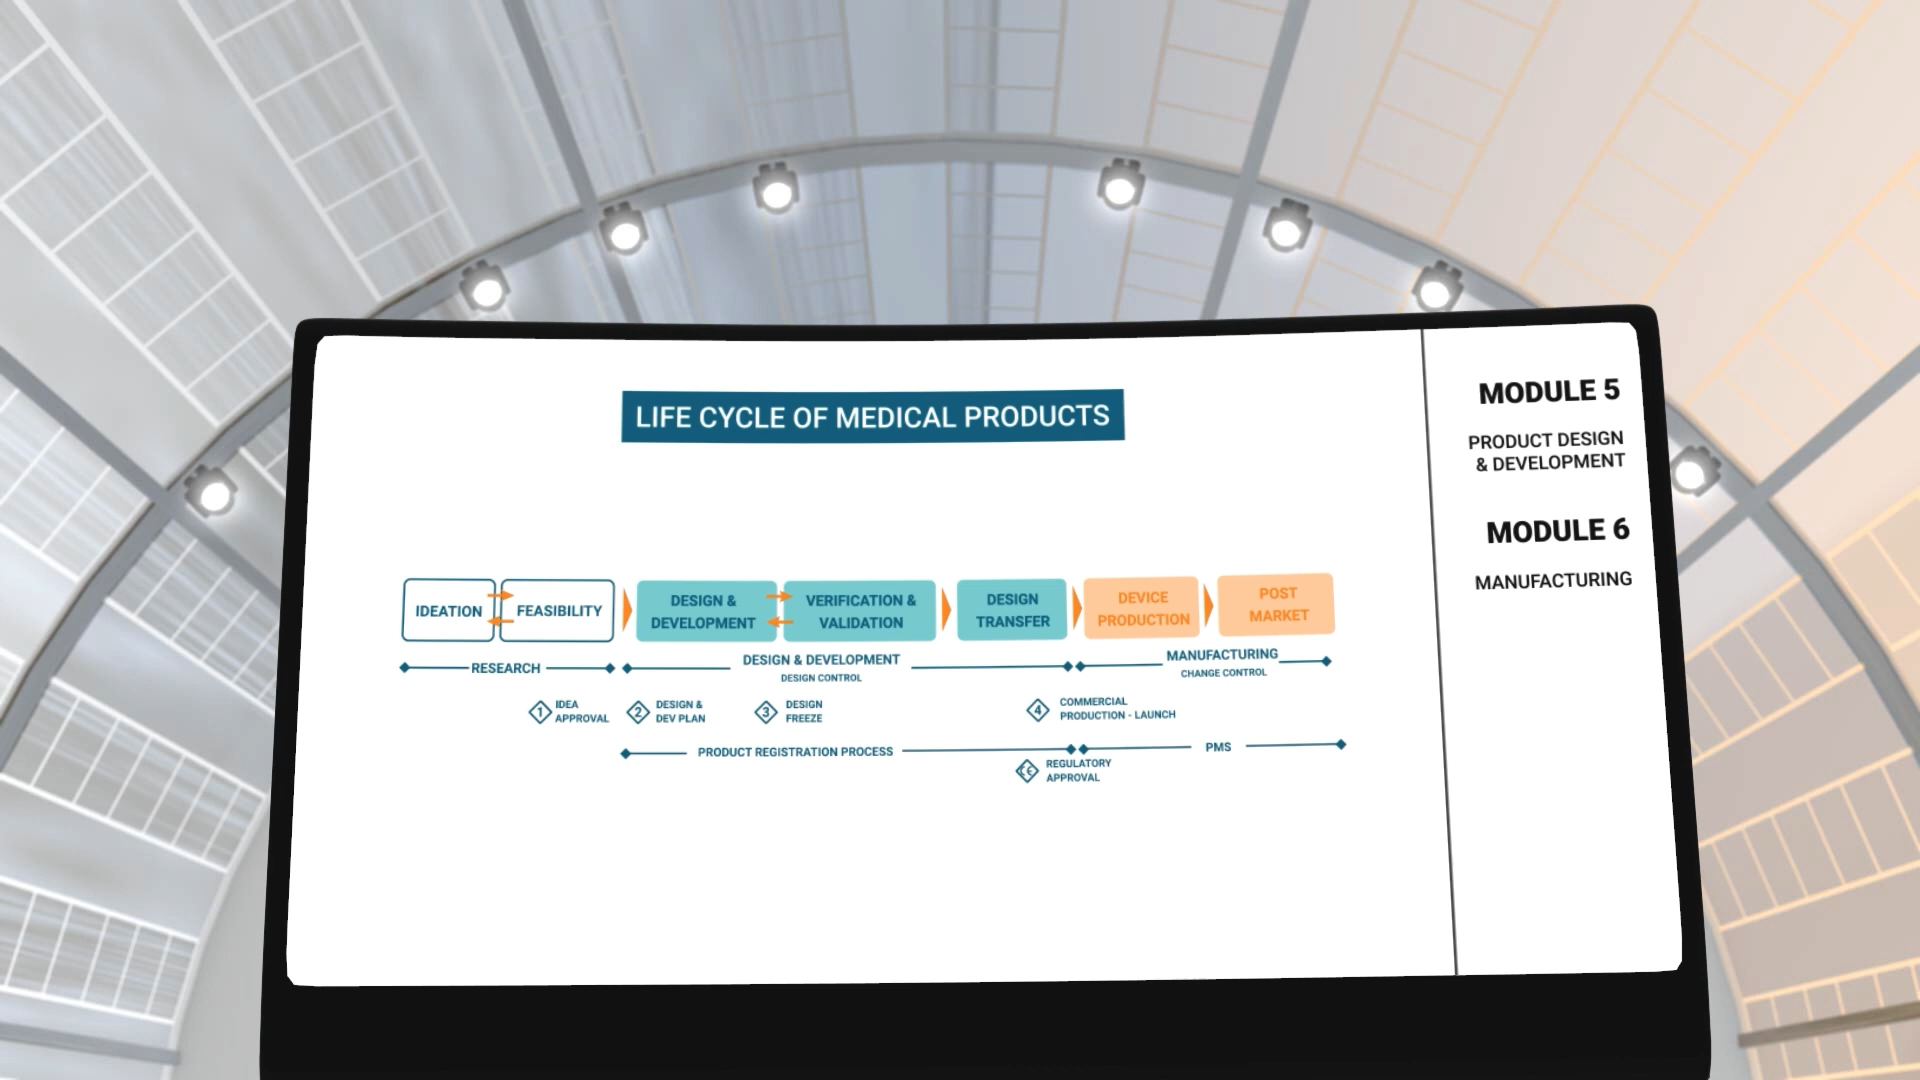 LIFE CYCLE OF MEDICAL PRODUCTS
IDEATION
FEASIBILITY
DESIGN &
DEVELOPMENT
VERIFICATION &
VALIDATION
DESIGN
TRANSFER
DEVICE
PRODUCTION
POST
MARKET
RESEARCH
DESIGN & DEVELOPMENT
DESIGN CONTROL
MANUFACTURING
CHANGE CONTROL
1
IDEA
APPROVAL
2
DESIGN &
DEV PLAN
3
DESIGN
FREEZE
4
COMMERCIAL
PRODUCTION - LAUNCH
PRODUCT REGISTRATION PROCESS
PMS
CE
REGULATORY
APPROVAL
MODULE 5
PRODUCT DESIGN
& DEVELOPMENT
MODULE 6
MANUFACTURING